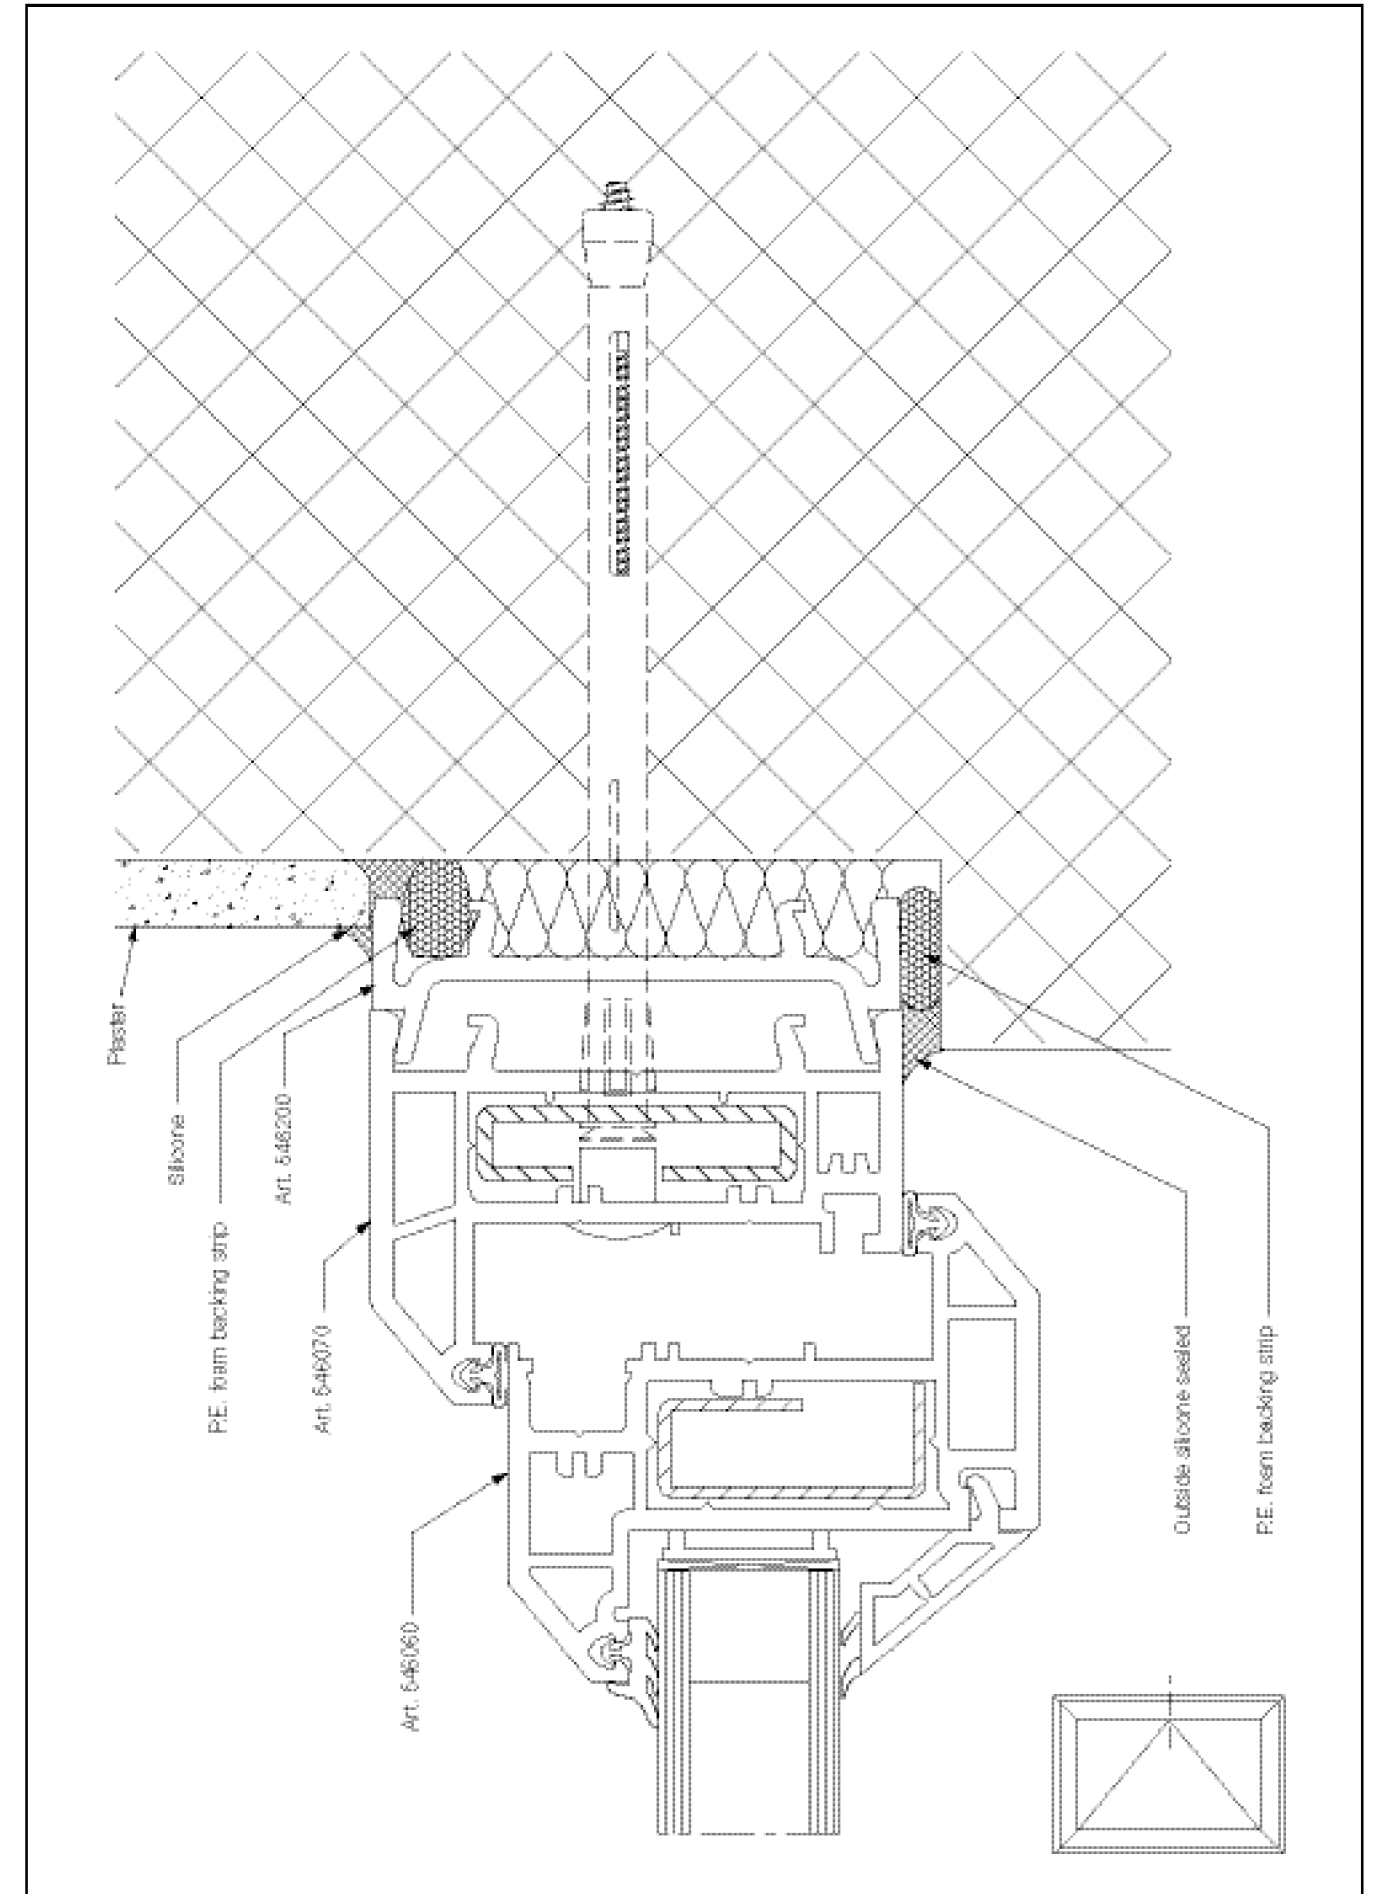 Plaster
Silicone
P.E. foam backing strip
Art. 546200
Art. 546070
Art. 546060
Outside silicone sealed
P.E. foam backing strip